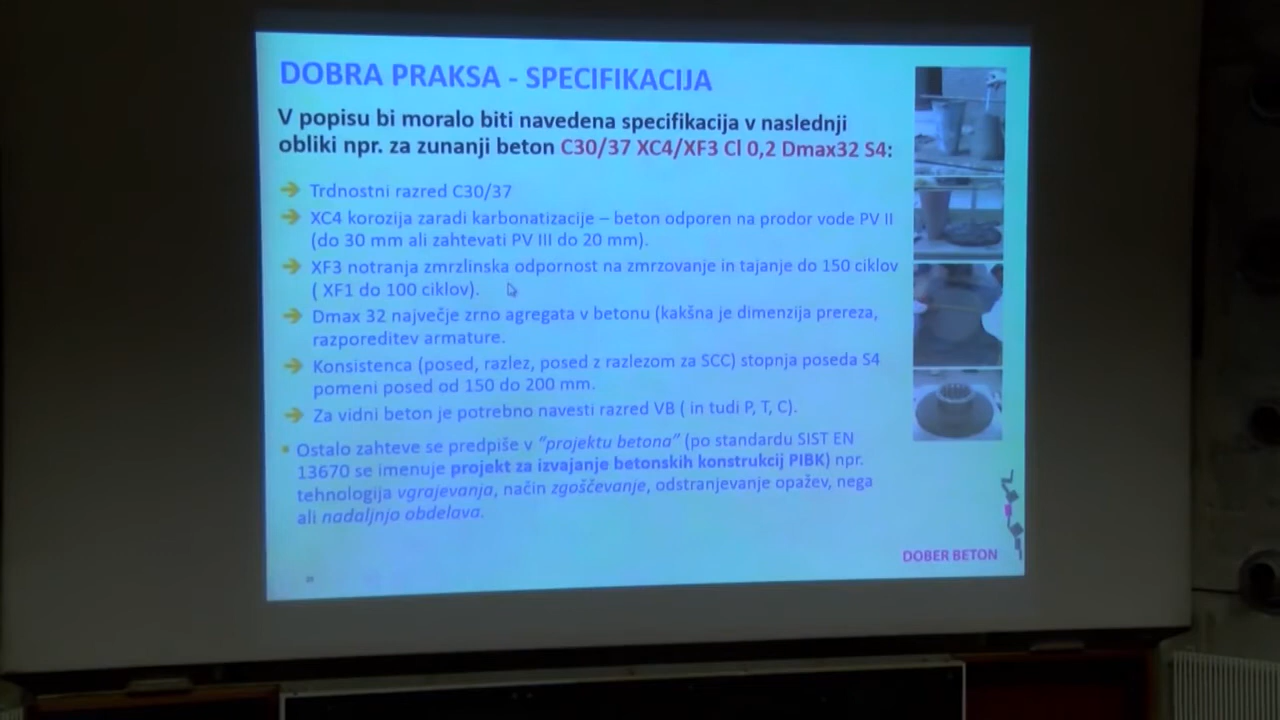 DOBRA PRAKSA - SPECIFIKACIJA
V popisu bi moralo biti navedena specifikacija v naslednji
obliki npr. za zunanji beton C30/37 XC4/XF3 Cl 0,2 Dmax32 S4:
Trdnostni razred C30/37
XC4 korozija zaradi karbonatizacije – beton odporen na prodor vode PV II
(do 30 mm ali zahtevati PV III do 20 mm).
XF3 notranja zmrzlinska odpornost na zmrzovanje in tajanje do 150 ciklov
( XF1 do 100 ciklov).
Dmax 32 največje zrno agregata v betonu (kakšna je dimenzija prereza,
razporeditev armature.
Konsistenca (posed, razlez, posed z razlezom za SCC) stopnja poseda S4
pomeni posed od 150 do 200 mm.
Za vidni beton je potrebno navesti razred VB ( in tudi P, T, C).
Ostalo zahteve se predpiše v “projektu betona” (po standardu SIST EN
13670 se imenuje projekt za izvajanje betonskih konstrukcij PIBK) npr.
tehnologija vgrajevanja, način zgoščevanje, odstranjevanje opažev, nega
ali nadaljnjo obdelava.
DOBER BETON